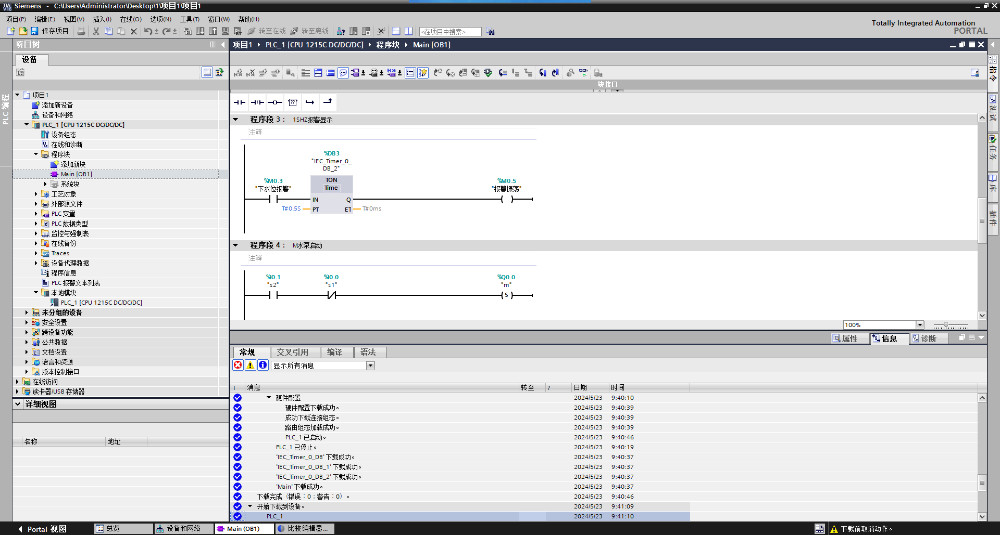 Siemens  -  C:\Users\Administrator\Desktop\1\项目1\项目1
项目(P) 编辑(E) 视图(V) 插入(I) 在线(O) 选项(N) 工具(T) 窗口(W) 帮助(H)
保存项目 转至在线 转至离线 <在项目中搜索>
Totally Integrated Automation
PORTAL
项目树
设备
PLC 编程
项目1
添加新设备
设备和网络
PLC_1 [CPU 1215C DC/DC/DC]
设备组态
在线和诊断
程序块
添加新块
Main [OB1]
系统块
工艺对象
外部源文件
PLC 变量
PLC 数据类型
监控与强制表
在线备份
Traces
设备代理数据
程序信息
PLC 报警文本列表
本地模块
PLC_1 [CPU 1215C DC/DC/DC]
未分组的设备
安全设置
跨设备功能
公共数据
文档设置
语言和资源
版本控制接口
在线访问
读卡器/USB 存储器
详细视图
名称 地址
项目1 PLC_1 [CPU 1215C DC/DC/DC] 程序块 Main [OB1]
块接口
??
程序段 3： 1SHZ报警显示
注释
%DB3
"IEC_Timer_0_
DB_2"
%M0.3
"下水位报警"
TON
Time
IN Q
T#0.5S PT ET T#0ms
%M0.5
"报警振荡"
程序段 4： M水泵启动
注释
%I0.1 %I0.0 %Q0.0
"s2" "s1" "m"
S
100%
属性 信息 诊断
常规 交叉引用 编译 语法
显示所有消息
! 消息 转至 ? 日期 时间
硬件配置 2024/5/23 9:40:10
硬件配置下载成功。 2024/5/23 9:40:39
成功下载连接组态。 2024/5/23 9:40:39
路由组态加载成功。 2024/5/23 9:40:39
PLC_1 已启动。 2024/5/23 9:40:46
PLC_1 已停止。 2024/5/23 9:40:19
'IEC_Timer_0_DB' 下载成功。 2024/5/23 9:40:37
'IEC_Timer_0_DB_1' 下载成功。 2024/5/23 9:40:37
'IEC_Timer_0_DB_2' 下载成功。 2024/5/23 9:40:37
'Main' 下载成功。 2024/5/23 9:40:37
下载完成（错误：0；警告：0）。 2024/5/23 9:40:46
开始下载到设备。 2024/5/23 9:41:09
PLC_1 2024/5/23 9:41:10
测试
任务
库
插件
Portal 视图 总览 设备和网络 Main (OB1) 比较编辑器... 下载前取消动作。